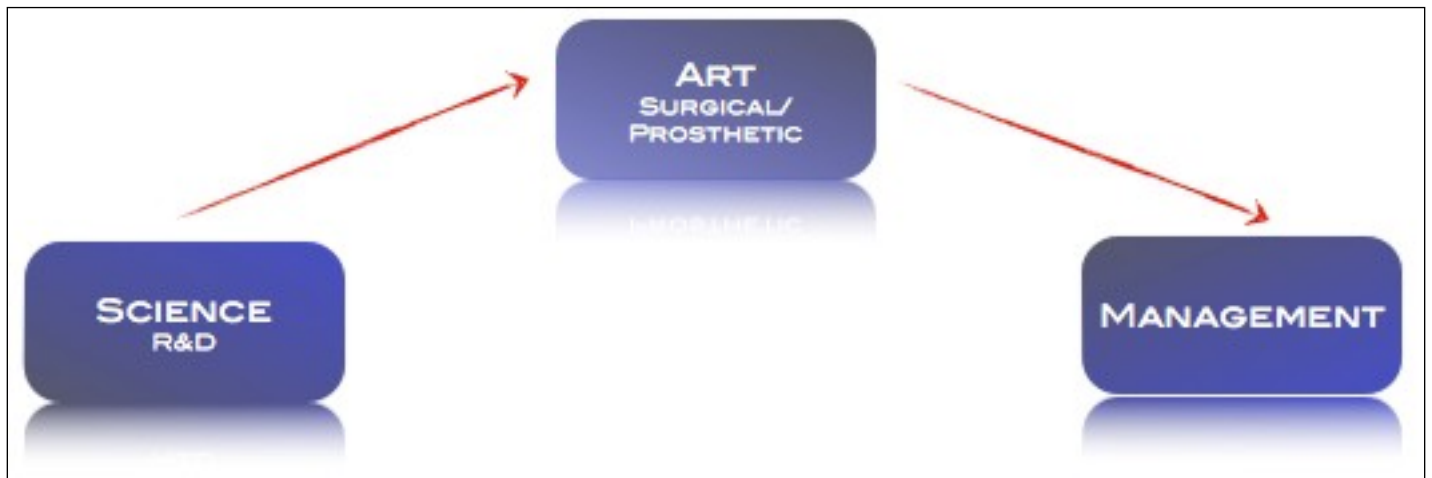 Art
Surgical/
Prosthetic
Science
R&D
Management